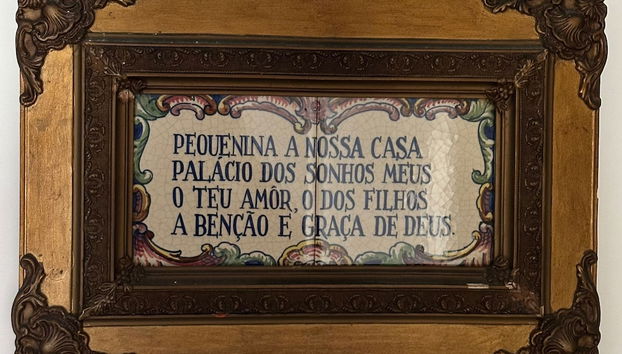 PEQUENINA A NOSSA CASA
PALÁCIO DOS SONHOS MEUS
O TEU AMÔR, O DOS FILHOS
A BENÇÃO E GRAÇA DE DEUS.